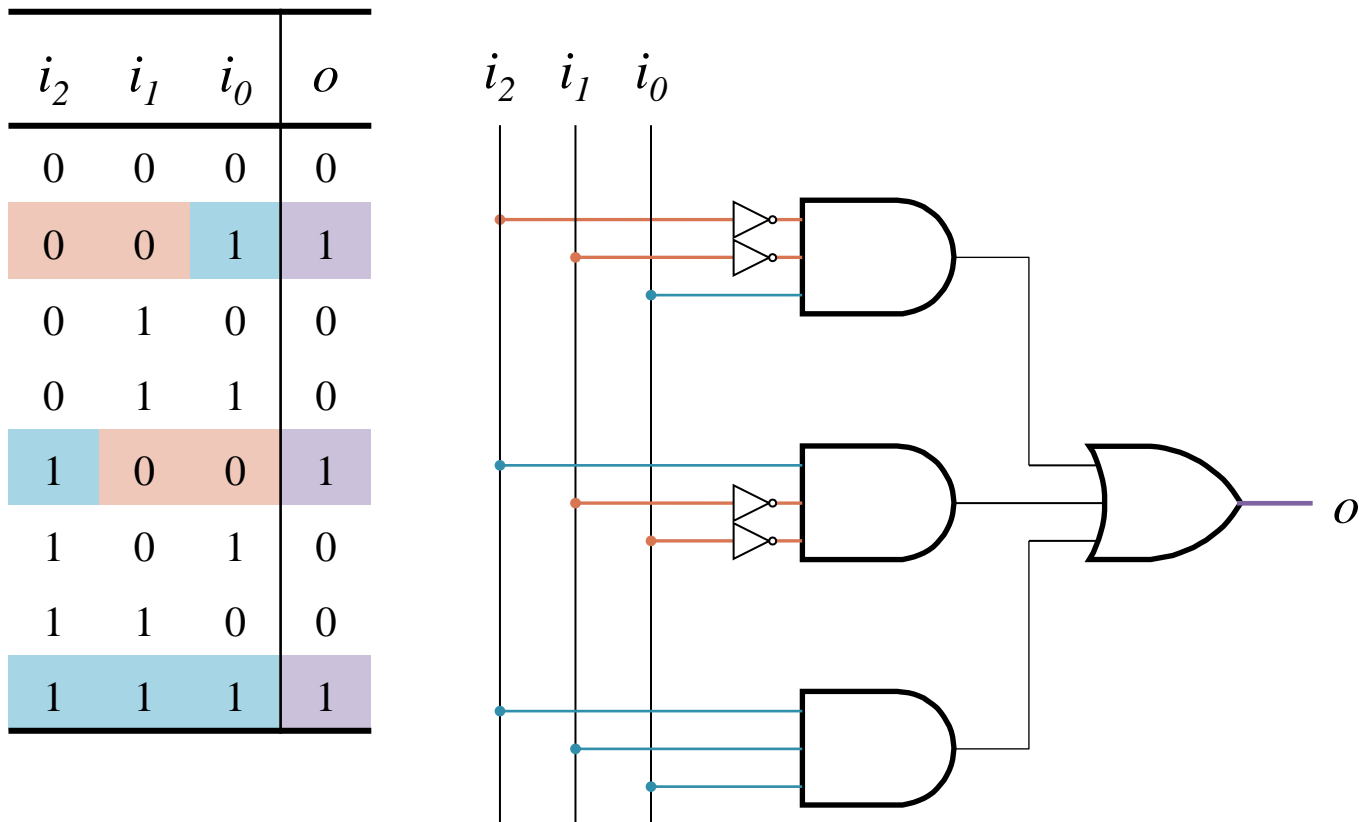 i₂ i₁ i₀ o
0 0 0 0
0 0 1 1
0 1 0 0
0 1 1 0
1 0 0 1
1 0 1 0
1 1 0 0
1 1 1 1
i₂ i₁ i₀
o